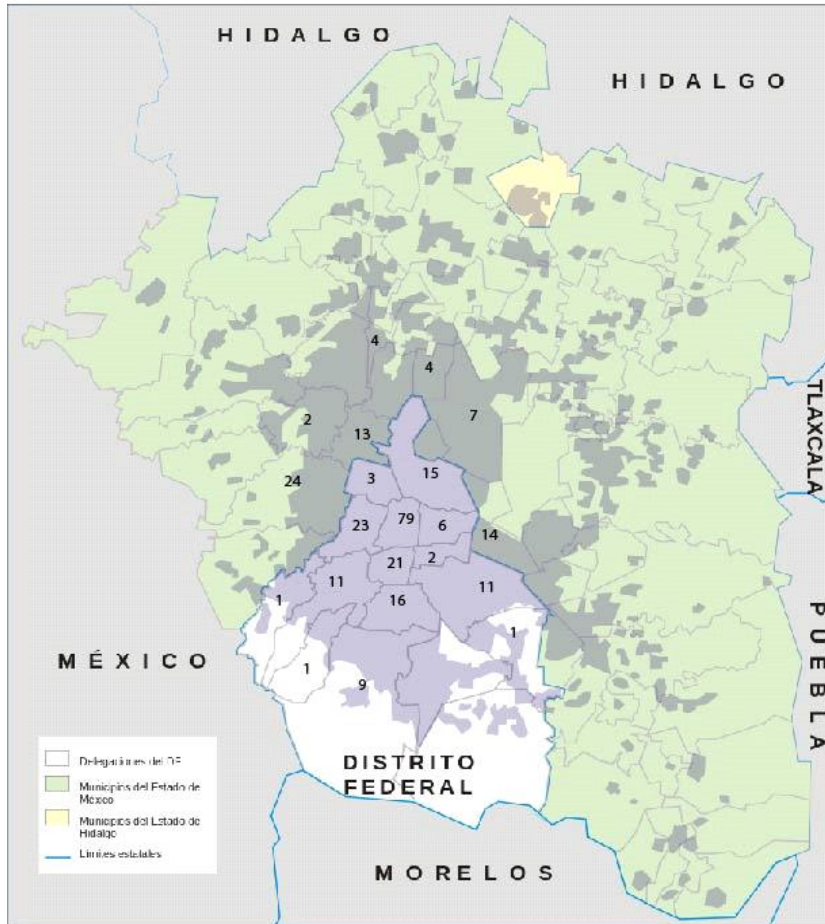 HIDALGO
HIDALGO
4
4
2
7
13
TLAXCALA
24
3
15
23
79
6
14
21
2
11
11
1
16
1
PUEBLA
MÉXICO
1
9
DISTRITO
FEDERAL
Delegaciones del DF
Municipios del Estado de
México
Municipios del Estado de
Hidalgo
Límites estatales
MORELOS